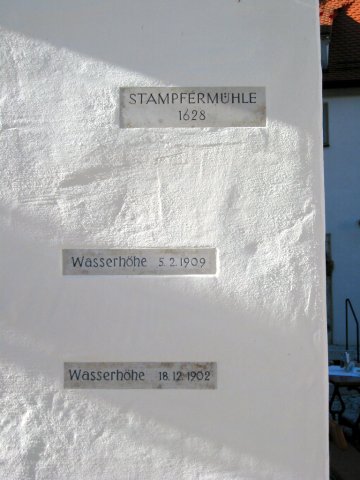 STAMPFERMÜHLE
1628
Wasserhöhe 5.2.1909
Wasserhöhe 18.12.1902